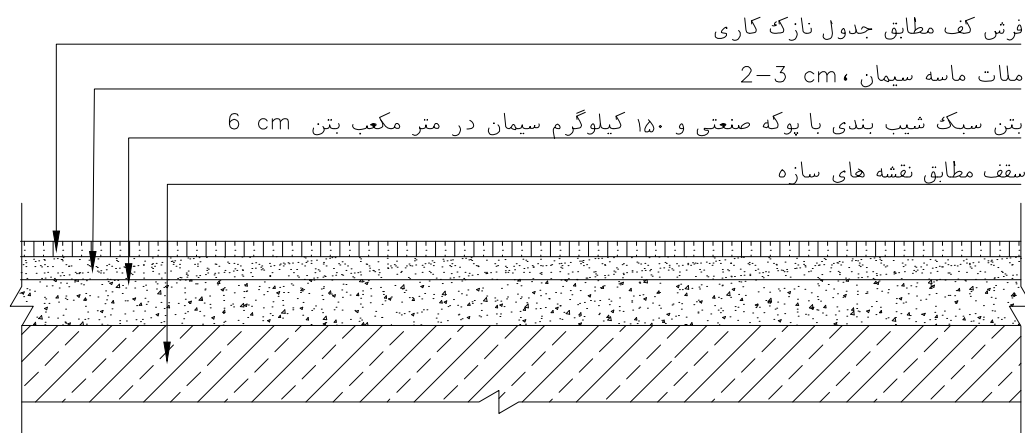 فرش کف مطابق جدول نازک کاری
ملات ماسه سیمان ، 2-3 cm
بتن سبک شیب بندی با پوکه صنعتی و ۱۵۰ کیلوگرم سیمان در متر مکعب بتن 6 cm
سقف مطابق نقشه های سازه